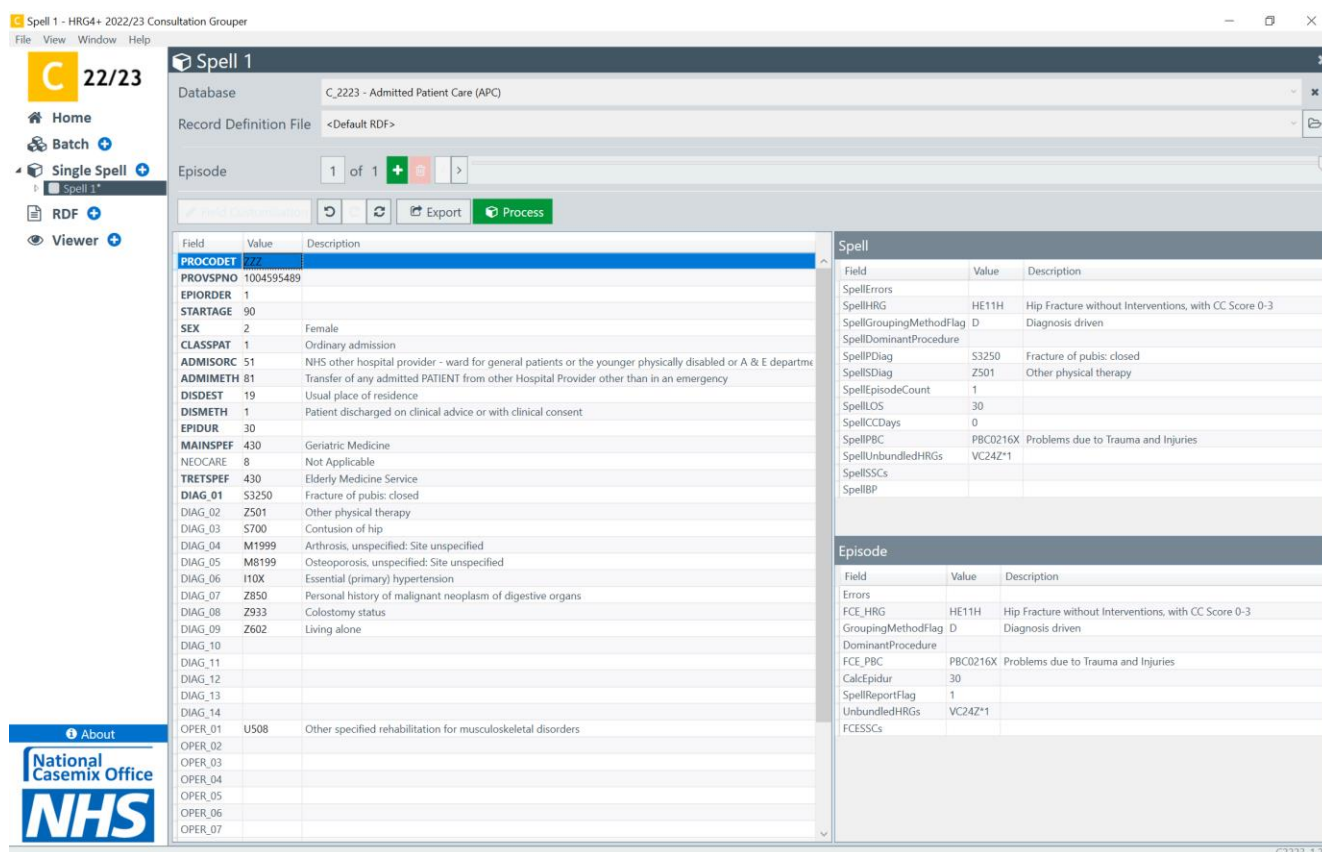 C Spell 1 - HRG4+ 2022/23 Consultation Grouper
File View Window Help
C 22/23
Home
Batch
Single Spell
Spell 1*
RDF
Viewer
Spell 1
Database C_2223 - Admitted Patient Care (APC)
Record Definition File <Default RDF>
Episode 1 of 1
Export Process
Field Value Description
PROCODET ZZZ
PROVSPNO 1004595489
EPIORDER 1
STARTAGE 90
SEX 2 Female
CLASSPAT 1 Ordinary admission
ADMISORC 51 NHS other hospital provider - ward for general patients or the younger physically disabled or A & E departme
ADMIMETH 81 Transfer of any admitted PATIENT from other Hospital Provider other than in an emergency
DISDEST 19 Usual place of residence
DISMETH 1 Patient discharged on clinical advice or with clinical consent
EPIDUR 30
MAINSPEF 430 Geriatric Medicine
NEOCARE 8 Not Applicable
TRETSPEF 430 Elderly Medicine Service
DIAG_01 S3250 Fracture of pubis: closed
DIAG_02 Z501 Other physical therapy
DIAG_03 S700 Contusion of hip
DIAG_04 M1999 Arthrosis, unspecified: Site unspecified
DIAG_05 M8199 Osteoporosis, unspecified: Site unspecified
DIAG_06 I10X Essential (primary) hypertension
DIAG_07 Z850 Personal history of malignant neoplasm of digestive organs
DIAG_08 Z933 Colostomy status
DIAG_09 Z602 Living alone
DIAG_10
DIAG_11
DIAG_12
DIAG_13
DIAG_14
OPER_01 U508 Other specified rehabilitation for musculoskeletal disorders
OPER_02
OPER_03
OPER_04
OPER_05
OPER_06
OPER_07
Spell
Field Value Description
SpellErrors
SpellHRG HE11H Hip Fracture without Interventions, with CC Score 0-3
SpellGroupingMethodFlag D Diagnosis driven
SpellDominantProcedure
SpellPDiag S3250 Fracture of pubis: closed
SpellSDiag Z501 Other physical therapy
SpellEpisodeCount 1
SpellLOS 30
SpellCCDays 0
SpellPBC PBC0216X Problems due to Trauma and Injuries
SpellUnbundledHRGs VC24Z*1
SpellSSCs
SpellBP
Episode
Field Value Description
Errors
FCE_HRG HE11H Hip Fracture without Interventions, with CC Score 0-3
GroupingMethodFlag D Diagnosis driven
DominantProcedure
FCE_PBC PBC0216X Problems due to Trauma and Injuries
CalcEpidur 30
SpellReportFlag 1
UnbundledHRGs VC24Z*1
FCESSCs
About
National
Casemix Office
NHS